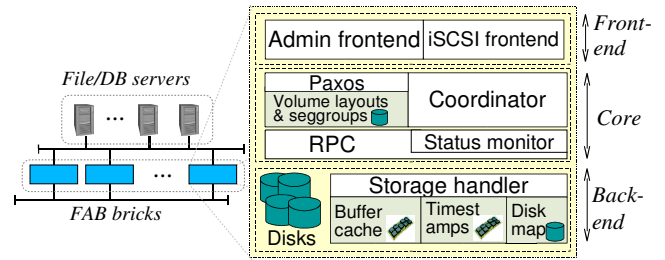 File/DB servers
...
...
FAB bricks
Admin frontend
iSCSI frontend
Front-
end
Paxos
Volume layouts
& seggroups
Coordinator
RPC
Status monitor
Core
Disks
Storage handler
Buffer
cache
Timest
amps
Disk
map
Back-
end